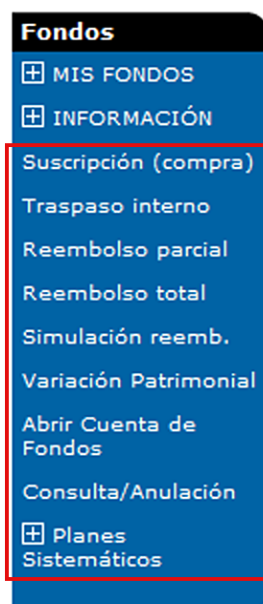 Fondos
MIS FONDOS
INFORMACIÓN
Suscripción (compra)
Traspaso interno
Reembolso parcial
Reembolso total
Simulación reemb.
Variación Patrimonial
Abrir Cuenta de
Fondos
Consulta/Anulación
Planes
Sistemáticos